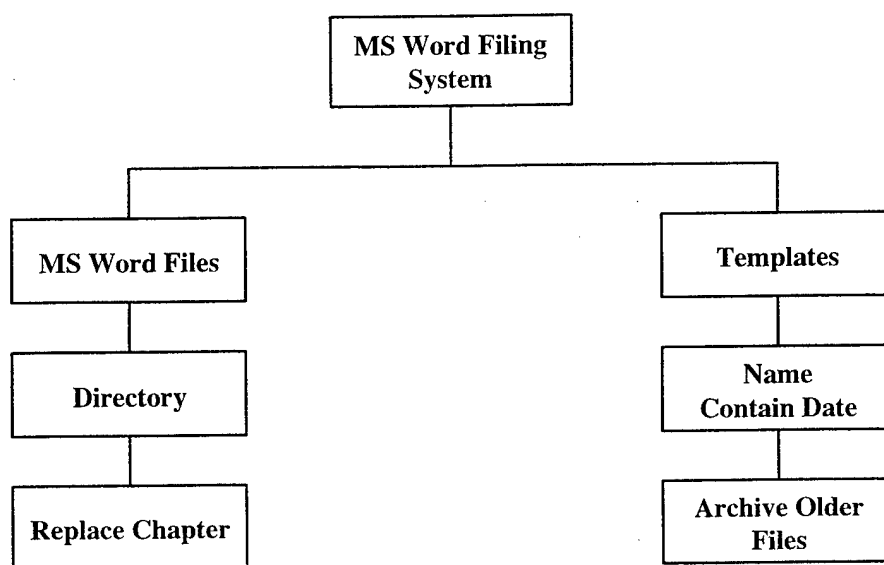 MS Word Filing
System
MS Word Files
Templates
Directory
Name
Contain Date
Replace Chapter
Archive Older
Files